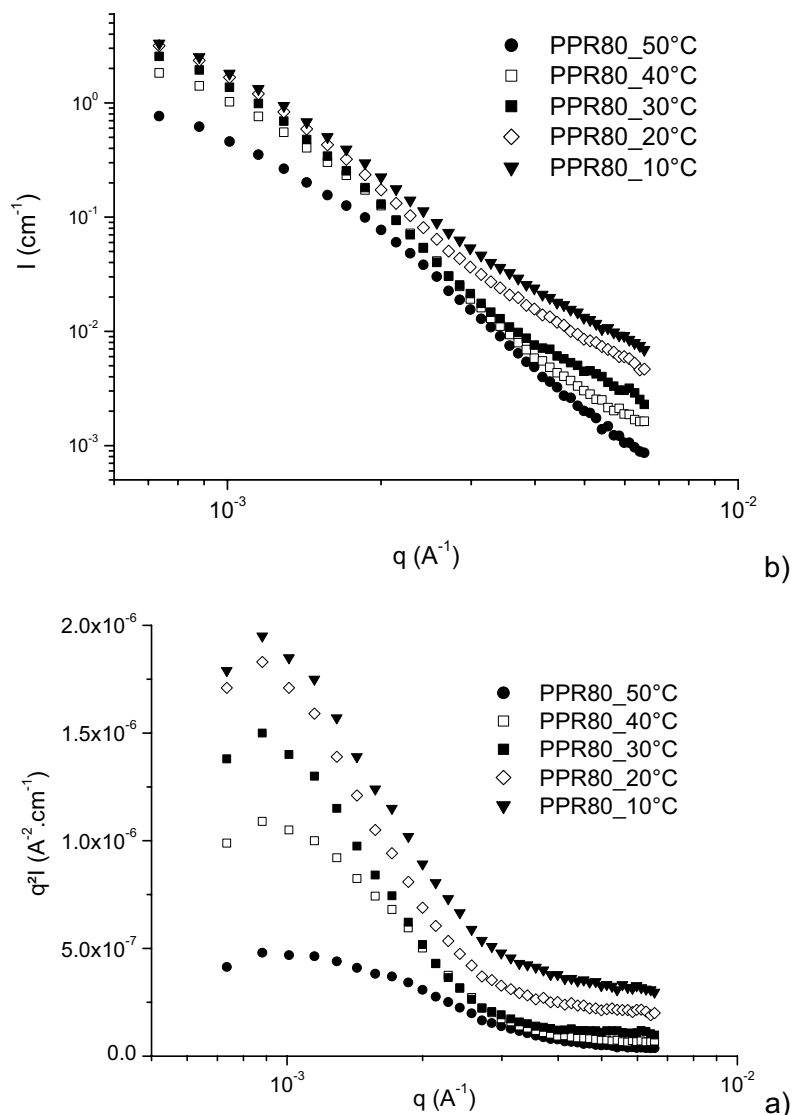 I (cm⁻¹)
10⁰
10⁻¹
10⁻²
10⁻³
PPR80_50°C
PPR80_40°C
PPR80_30°C
PPR80_20°C
PPR80_10°C
10⁻³ 10⁻²
q (A⁻¹)
b)
q²I (A⁻².cm⁻¹)
2.0x10⁻⁶
1.5x10⁻⁶
1.0x10⁻⁶
5.0x10⁻⁷
0.0
PPR80_50°C
PPR80_40°C
PPR80_30°C
PPR80_20°C
PPR80_10°C
10⁻³ 10⁻²
q (A⁻¹)
a)